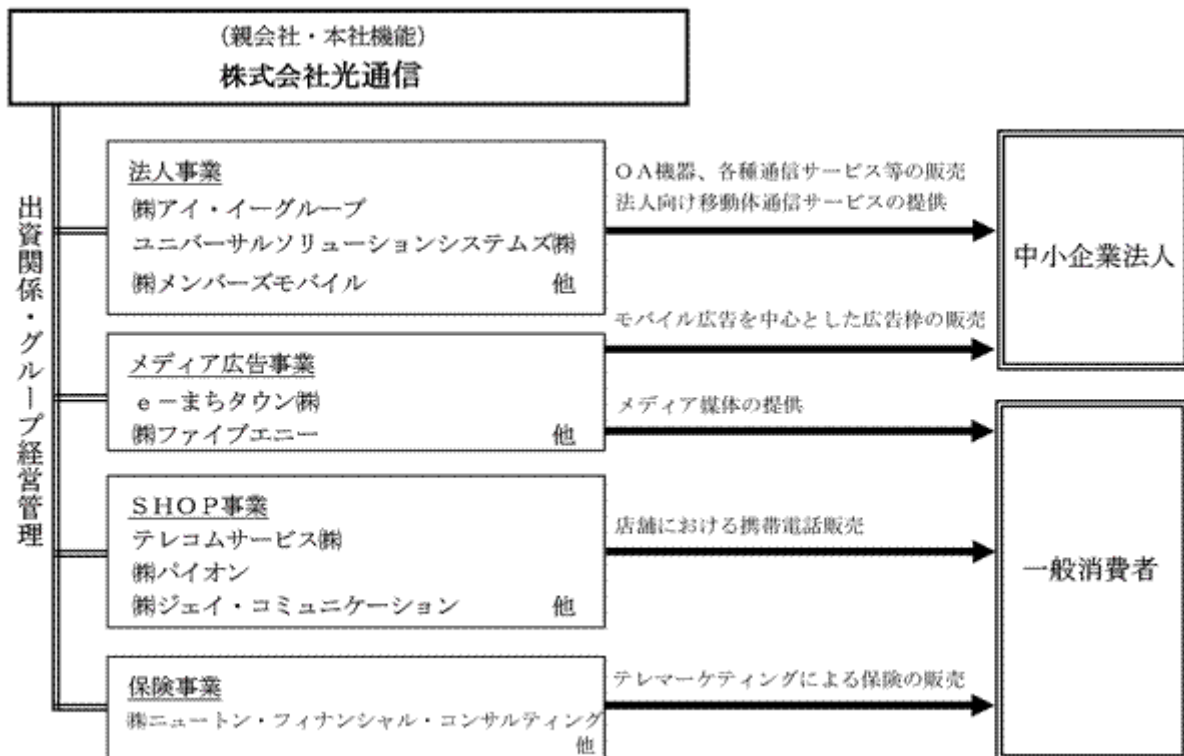 (親会社・本社機能)
株式会社光通信
出資関係・グループ経営管理
法人事業
㈱アイ・イーグループ
ユニバーサルソリューションシステムズ㈱
㈱メンバーズモバイル 他
OA機器、各種通信サービス等の販売
法人向け移動体通信サービスの提供
中小企業法人
メディア広告事業
e-まちタウン㈱
㈱ファイブエニー 他
モバイル広告を中心とした広告枠の販売
メディア媒体の提供
SHOP事業
テレコムサービス㈱
㈱パイオン
㈱ジェイ・コミュニケーション 他
店舗における携帯電話販売
一般消費者
保険事業
㈱ニュートン・フィナンシャル・コンサルティング
他
テレマーケティングによる保険の販売